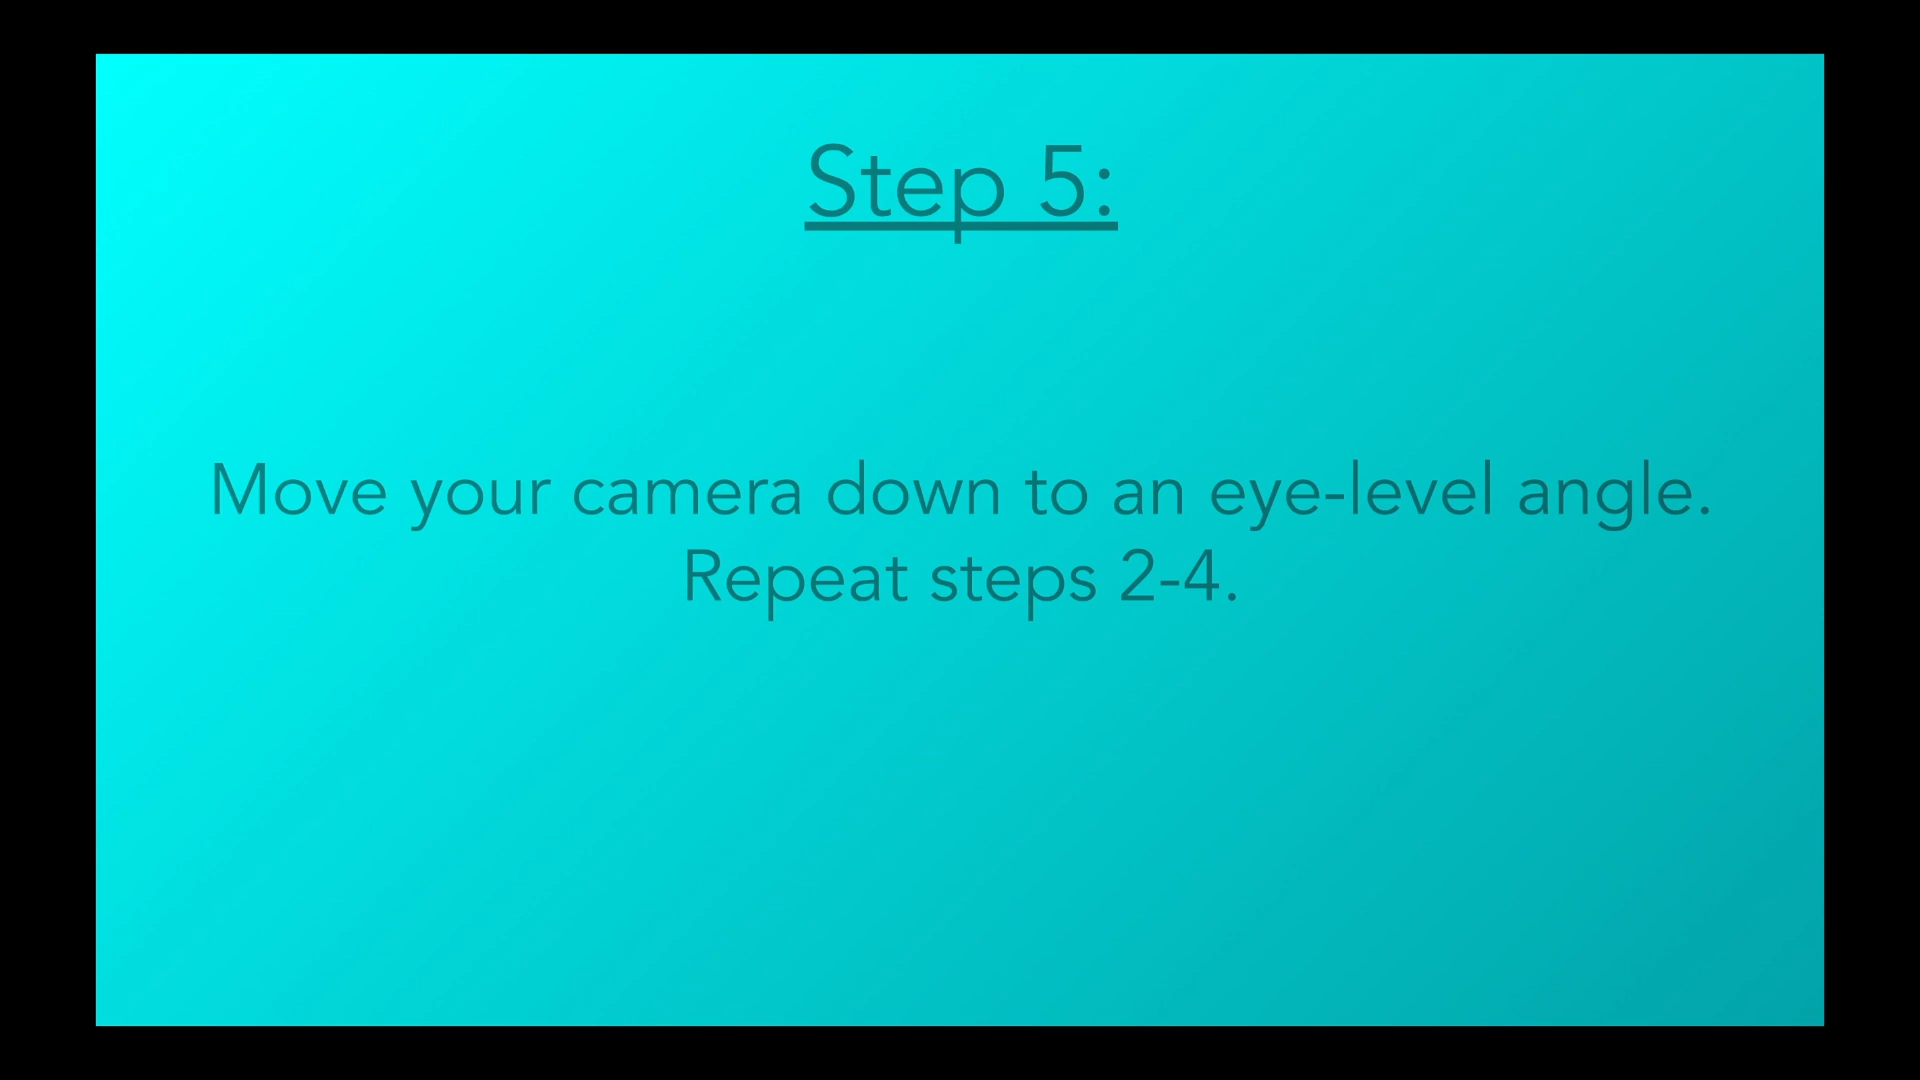 Step 5:
Move your camera down to an eye-level angle.
Repeat steps 2-4.